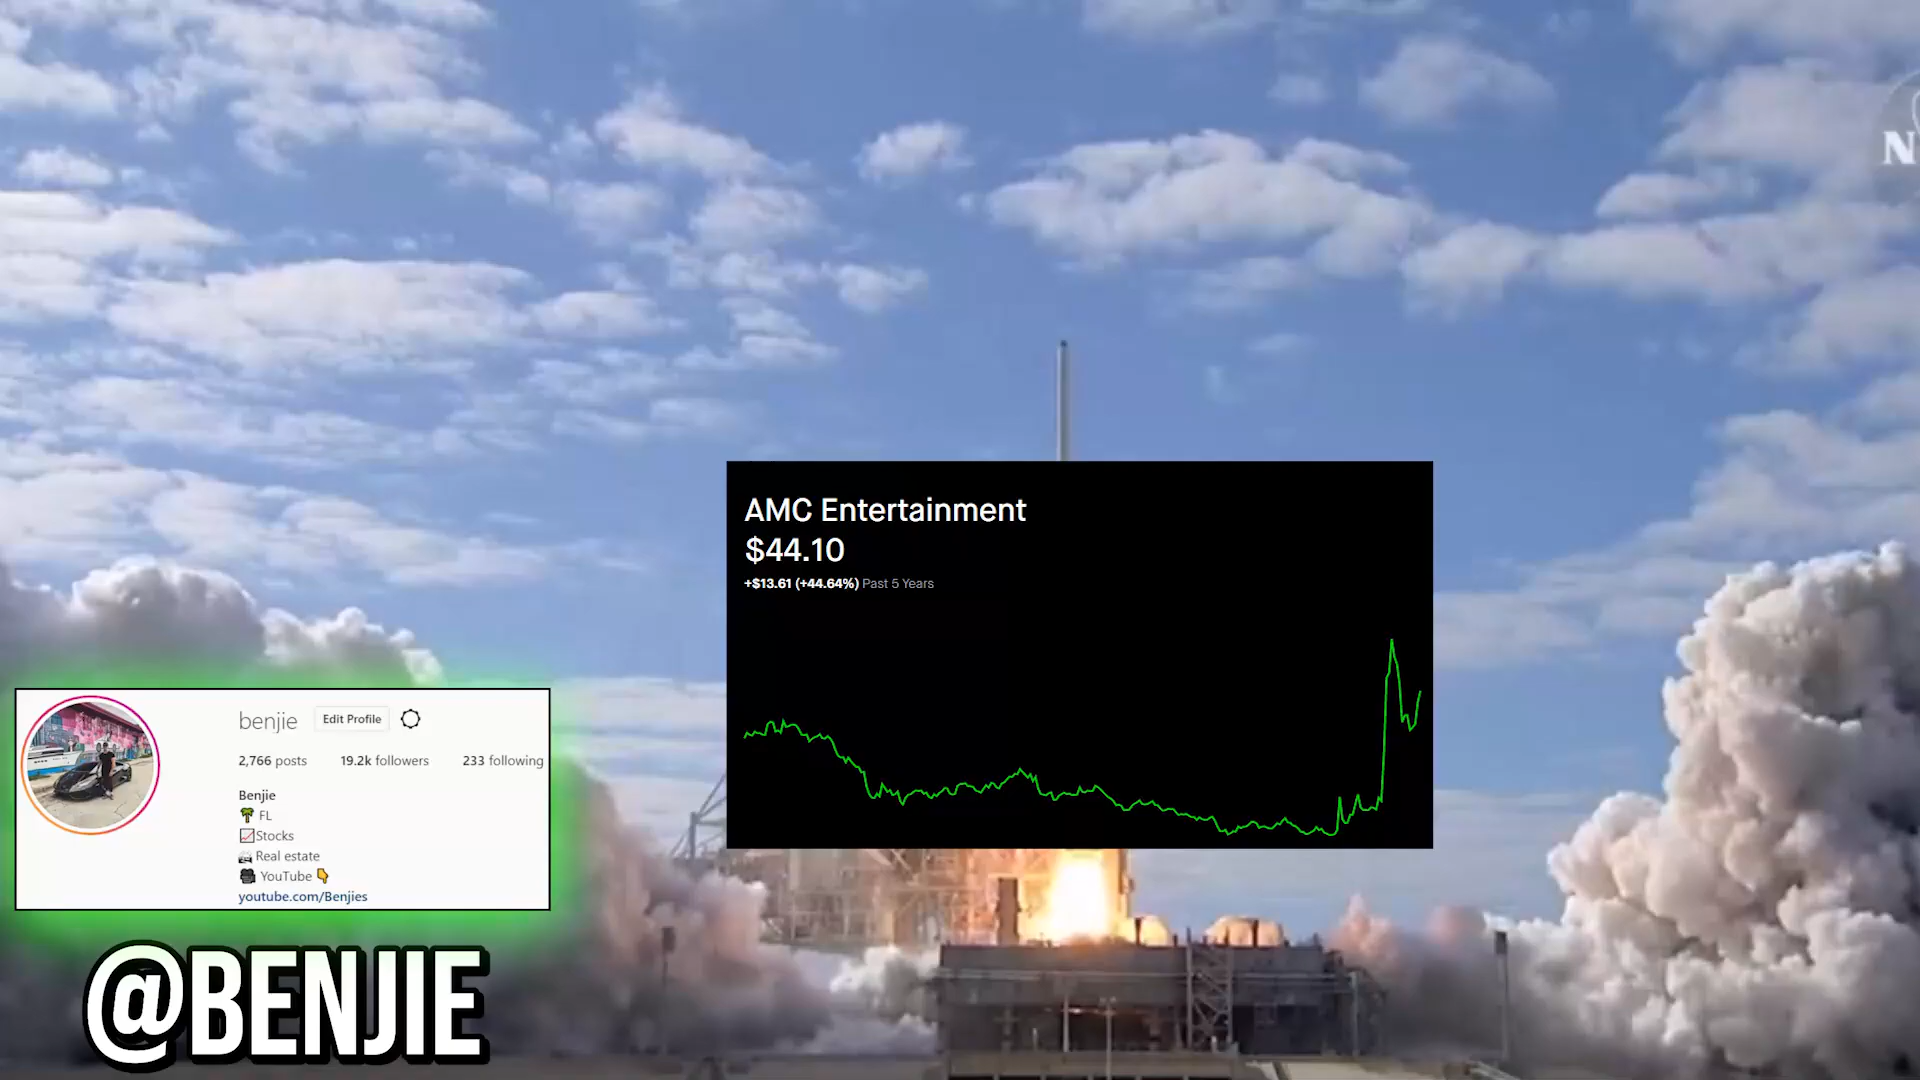 AMC Entertainment
$44.10
+$13.61 (+44.64%) Past 5 Years
benjie Edit Profile
2,766 posts 19.2k followers 233 following
Benjie
FL
Stocks
Real estate
YouTube
youtube.com/Benjies
@BENJIE